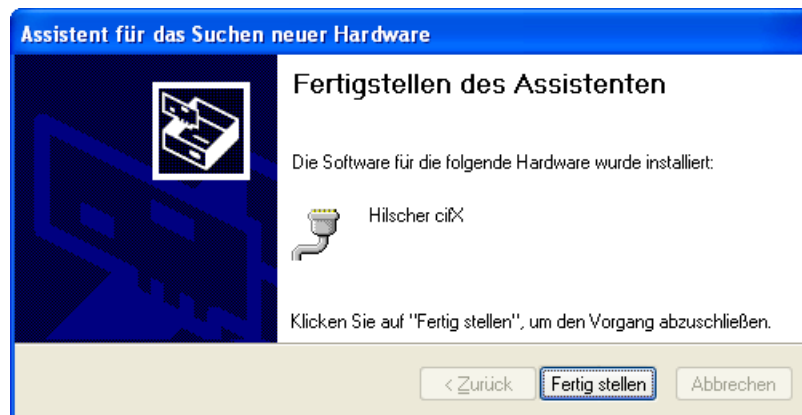 Assistent für das Suchen neuer Hardware
Fertigstellen des Assistenten
Die Software für die folgende Hardware wurde installiert:
Hilscher cifX
Klicken Sie auf "Fertig stellen", um den Vorgang abzuschließen.
< Zurück
Fertig stellen
Abbrechen